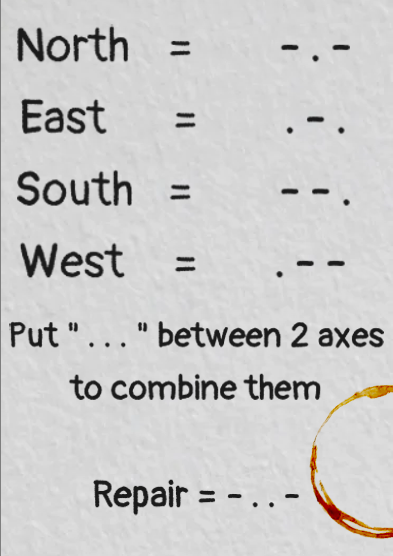 North = - . -
East = . - .
South = - - .
West = . - -
Put " . . . " between 2 axes
to combine them
Repair = - . . -